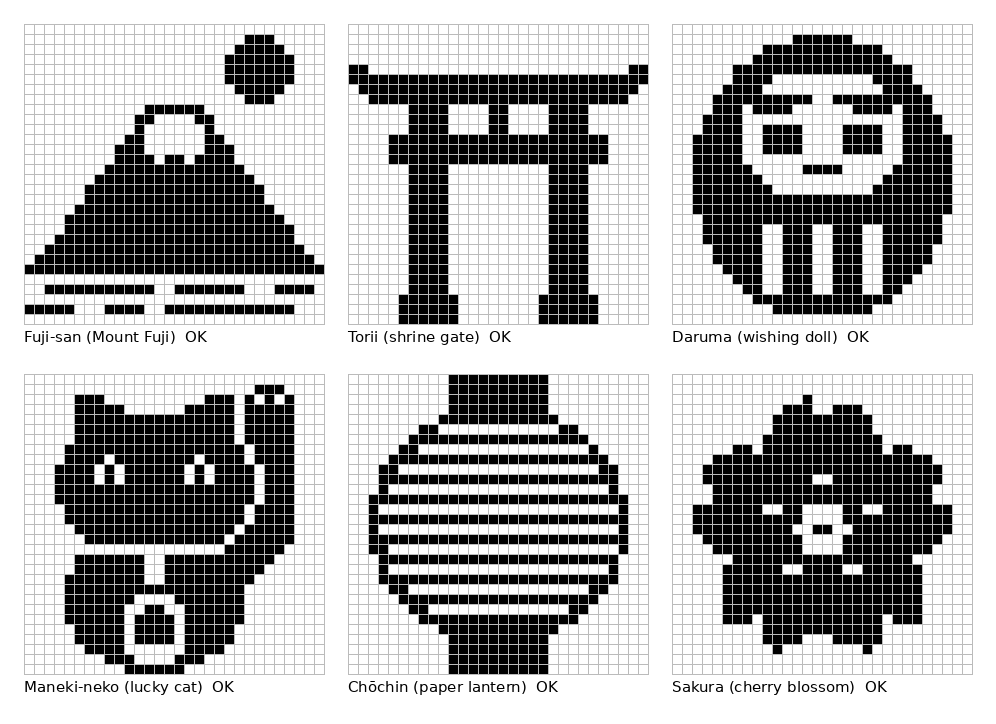 Fuji-san (Mount Fuji)  OK
Torii (shrine gate)  OK
Daruma (wishing doll)  OK
Maneki-neko (lucky cat)  OK
Chōchin (paper lantern)  OK
Sakura (cherry blossom)  OK